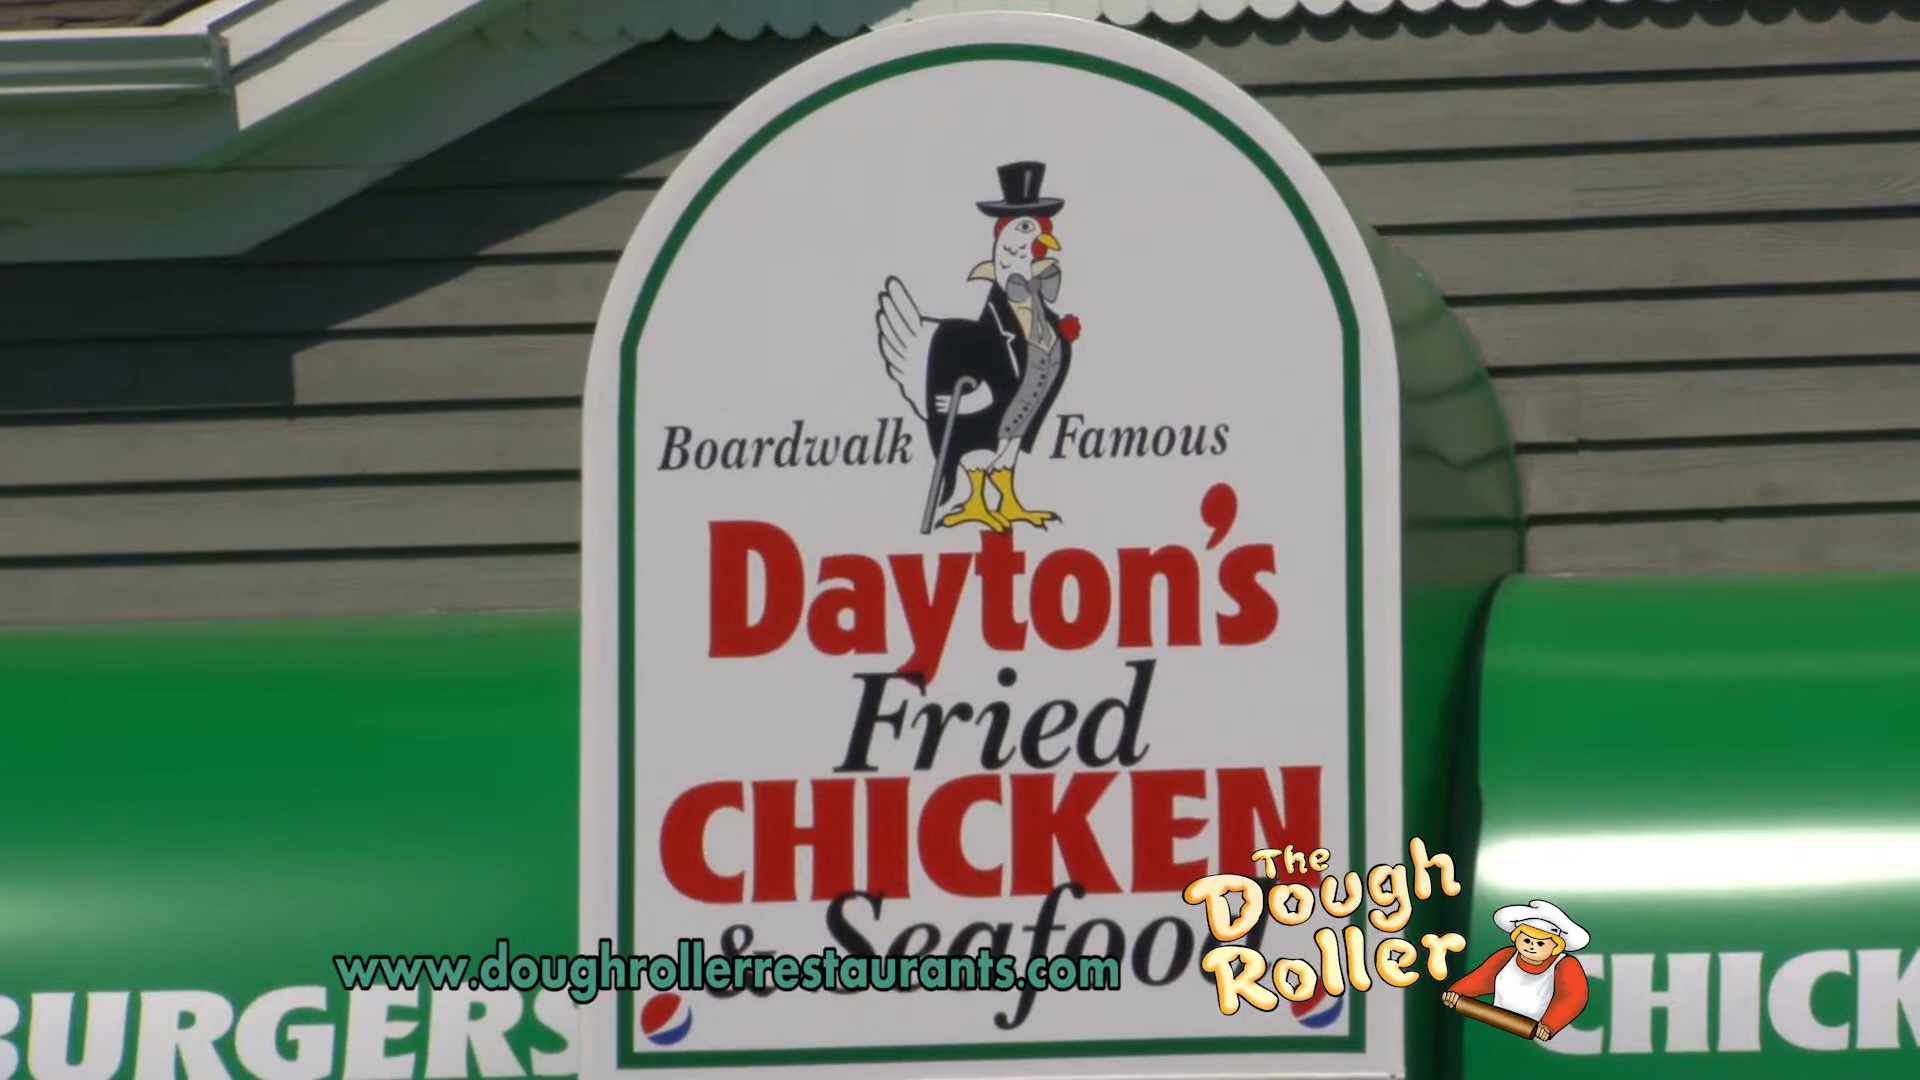 Boardwalk Famous
Dayton's
Fried
CHICKEN
& Seafood
www.doughrollerrestaurants.com
The
Dough
Roller
BURGERS
CHICK